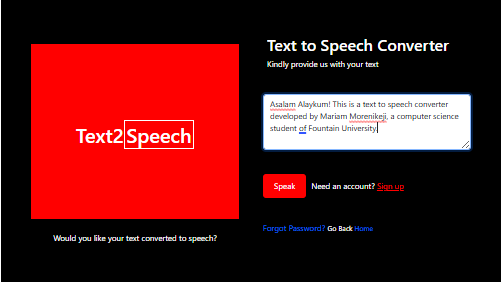 Text2Speech
Would you like your text converted to speech?
Text to Speech Converter
Kindly provide us with your text
Asalam Alaykum! This is a text to speech converter
developed by Mariam Morenikeji, a computer science
student of Fountain University.
Speak Need an account? Sign up
Forgot Password? Go Back Home